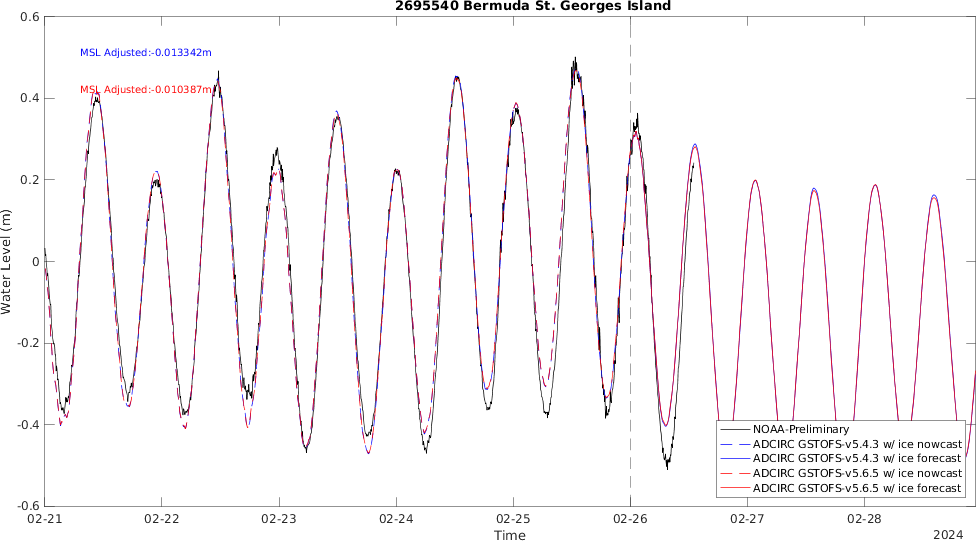 2695540 Bermuda St. Georges Island
0.6
0.4
0.2
0
-0.2
-0.4
-0.6
Water Level (m)
MSL Adjusted:-0.013342m
MSL Adjusted:-0.010387m
NOAA-Preliminary
ADCIRC GSTOFS-v5.4.3 w/ ice nowcast
ADCIRC GSTOFS-v5.4.3 w/ ice forecast
ADCIRC GSTOFS-v5.6.5 w/ ice nowcast
ADCIRC GSTOFS-v5.6.5 w/ ice forecast
02-21 02-22 02-23 02-24 02-25 02-26 02-27 02-28
Time
2024